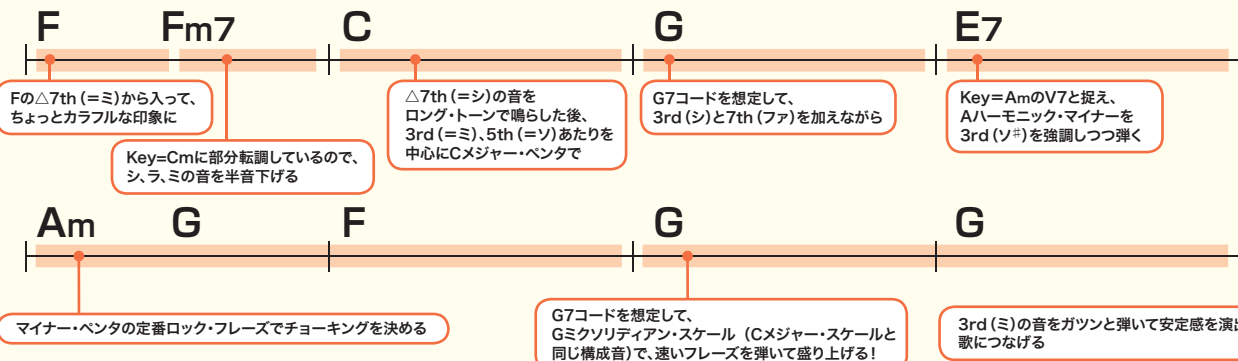 F Fm7 C G E7
Fの△7th（＝ミ）から入って、
ちょっとカラフルな印象に
Key=Cmに部分転調しているので、
シ、ラ、ミの音を半音下げる
△7th（＝シ）の音を
ロング・トーンで鳴らした後、
3rd（＝ミ）、5th（＝ソ）あたりを
中心にCメジャー・ペンタで
G7コードを想定して、
3rd（シ）と7th（ファ）を加えながら
Key=AmのV7と捉え、
Aハーモニック・マイナーを
3rd（ソ♯）を強調しつつ弾く
Am G F G G
マイナー・ペンタの定番ロック・フレーズでチョーキングを決める
G7コードを想定して、
Gミクソリディアン・スケール（Cメジャー・スケールと
同じ構成音）で、速いフレーズを弾いて盛り上げる！
3rd（ミ）の音をガツンと弾いて安定感を演出
歌につなげる